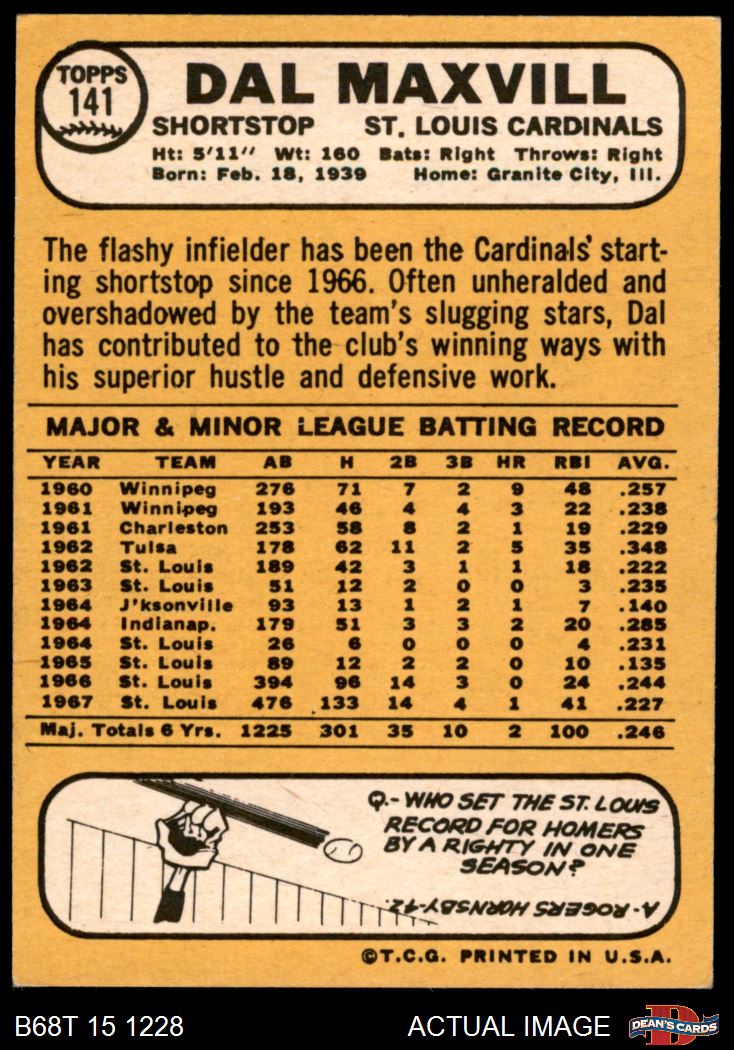 TOPPS
141
DAL MAXVILL
SHORTSTOP ST. LOUIS CARDINALS
Ht: 5'11" Wt: 160 Bats: Right Throws: Right
Born: Feb. 18, 1939 Home: Granite City, Ill.
The flashy infielder has been the Cardinals' start-
ing shortstop since 1966. Often unheralded and
overshadowed by the team's slugging stars, Dal
has contributed to the club's winning ways with
his superior hustle and defensive work.
MAJOR & MINOR LEAGUE BATTING RECORD
YEAR TEAM AB H 2B 3B HR RBI AVG.
1960 Winnipeg 276 71 7 2 9 48 .257
1961 Winnipeg 193 46 4 4 3 22 .238
1961 Charleston 253 58 8 2 1 19 .229
1962 Tulsa 178 62 11 2 5 35 .348
1962 St. Louis 189 42 3 1 1 18 .222
1963 St. Louis 51 12 2 0 0 3 .235
1964 J'ksonville 93 13 1 2 1 7 .140
1964 Indianap. 179 51 3 3 2 20 .285
1964 St. Louis 26 6 0 0 0 4 .231
1965 St. Louis 89 12 2 2 0 10 .135
1966 St. Louis 394 96 14 3 0 24 .244
1967 St. Louis 476 133 14 4 1 41 .227
Maj. Totals 6 Yrs. 1225 301 35 10 2 100 .246
Q.- WHO SET THE ST. LOUIS
RECORD FOR HOMERS
BY A RIGHTY IN ONE
SEASON?
A- ROGERS HORNSBY-42.
©T.C.G. PRINTED IN U.S.A.
B68T 15 1228 ACTUAL IMAGE
DEAN'S CARDS